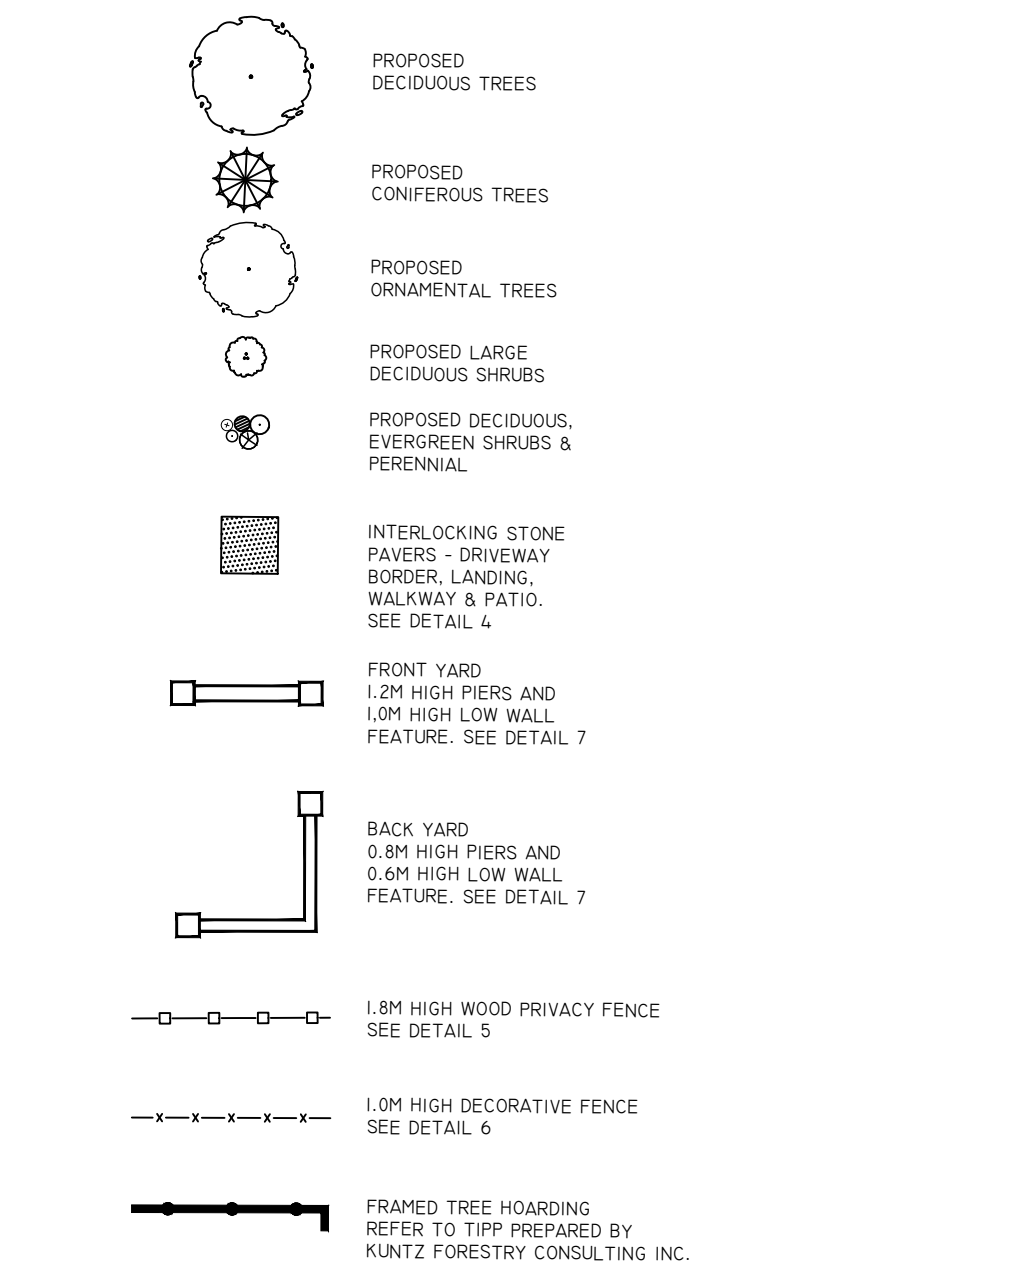 PROPOSED
DECIDUOUS TREES
PROPOSED
CONIFEROUS TREES
PROPOSED
ORNAMENTAL TREES
PROPOSED LARGE
DECIDUOUS SHRUBS
PROPOSED DECIDUOUS,
EVERGREEN SHRUBS &
PERENNIAL
INTERLOCKING STONE
PAVERS - DRIVEWAY
BORDER, LANDING,
WALKWAY & PATIO.
SEE DETAIL 4
FRONT YARD
1.2M HIGH PIERS AND
1,0M HIGH LOW WALL
FEATURE. SEE DETAIL 7
BACK YARD
0.8M HIGH PIERS AND
0.6M HIGH LOW WALL
FEATURE. SEE DETAIL 7
1.8M HIGH WOOD PRIVACY FENCE
SEE DETAIL 5
1.0M HIGH DECORATIVE FENCE
SEE DETAIL 6
FRAMED TREE HOARDING
REFER TO TIPP PREPARED BY
KUNTZ FORESTRY CONSULTING INC.